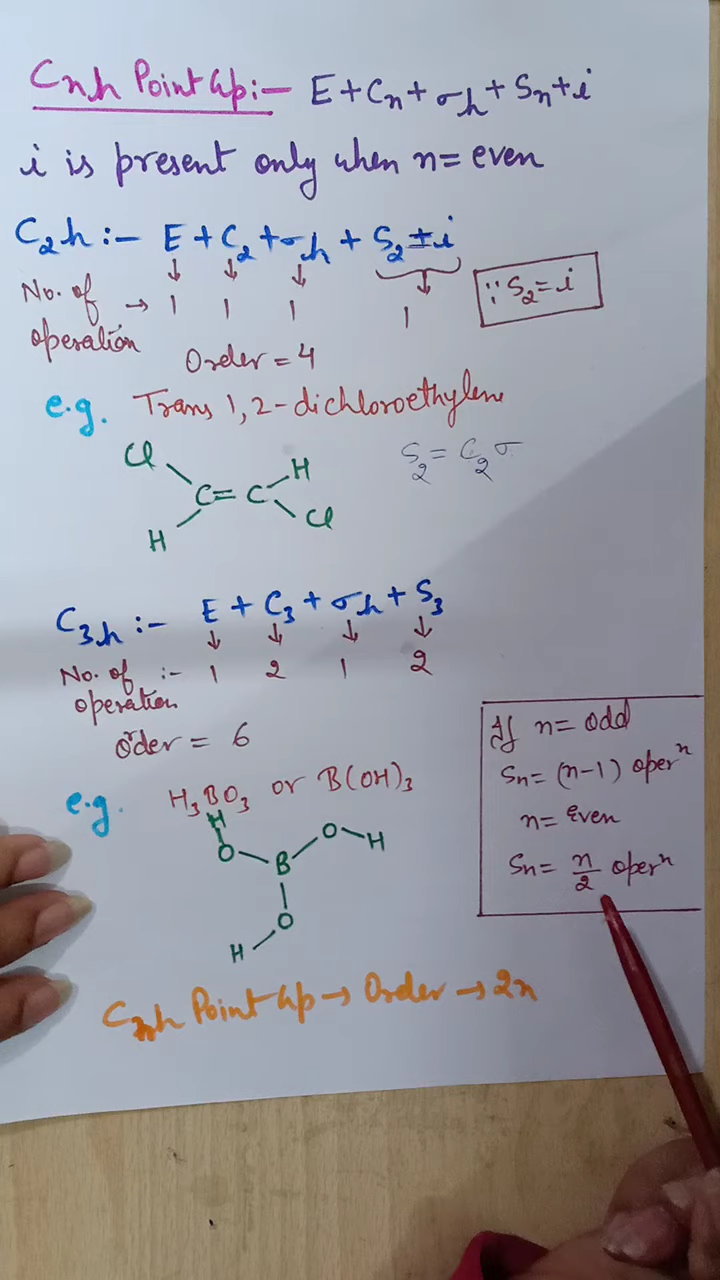 Cnh Point Gp:- E + Cn + σh + Sn + i
i is present only when n = even
C2h :- E + C2 + σh + S2 + i
↓ ↓ ↓ ↓
No. of operation → 1 1 1 1
∵ S2 = i
Order = 4
e.g. Trans 1,2-dichloroethylene
S2 = C2 σ
Cl H
C = C
H Cl
C3h :- E + C3 + σh + S3
↓ ↓ ↓ ↓
No. of operation :- 1 2 1 2
Order = 6
If n = odd
Sn = (n-1) operⁿ
n = Even
Sn = n/2 operⁿ
e.g. H3BO3 or B(OH)3
H
O B O H
O
H
Cnh Point Gp → Order → 2n